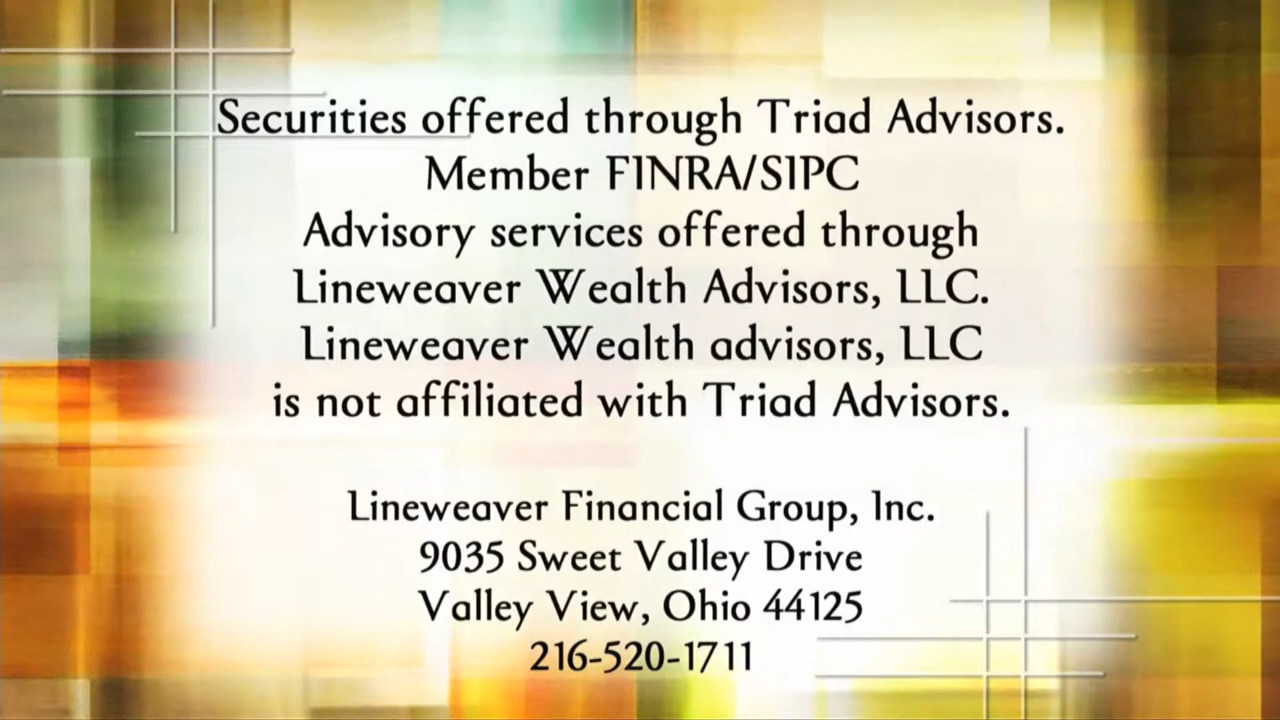 Securities offered through Triad Advisors.
Member FINRA/SIPC
Advisory services offered through
Lineweaver Wealth Advisors, LLC.
Lineweaver Wealth advisors, LLC
is not affiliated with Triad Advisors.
Lineweaver Financial Group, Inc.
9035 Sweet Valley Drive
Valley View, Ohio 44125
216-520-1711